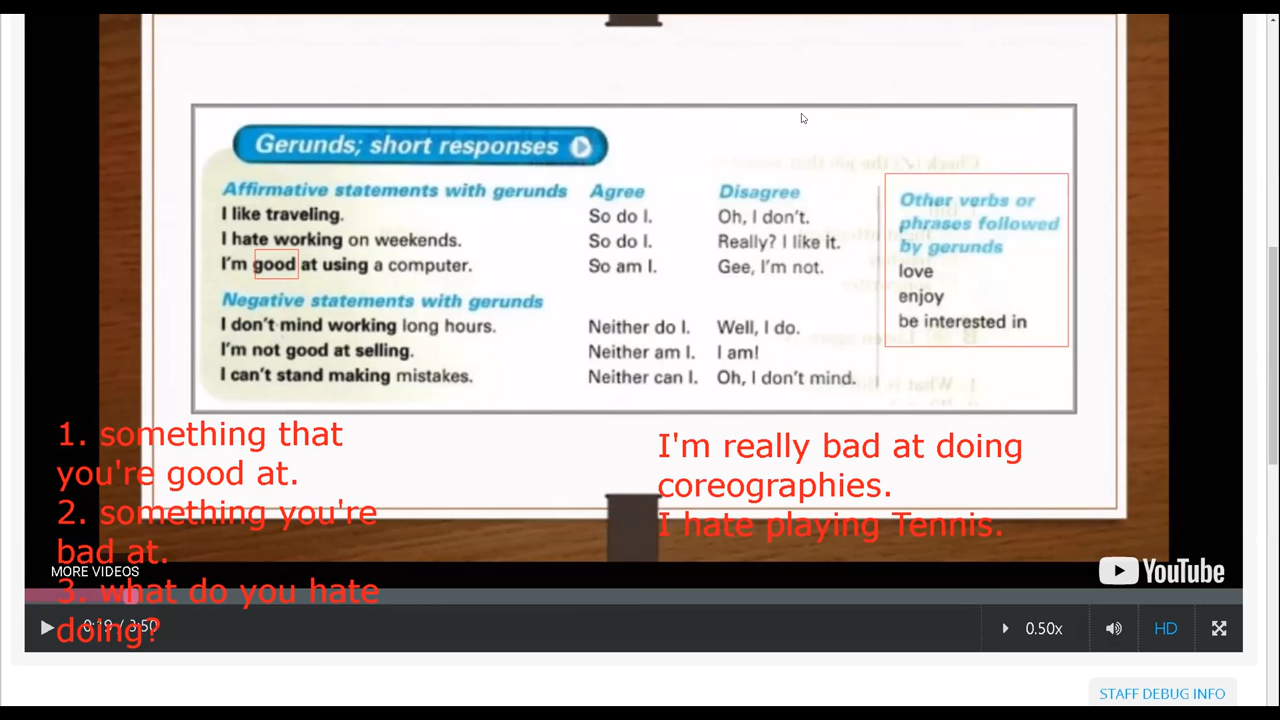 Gerunds; short responses
Affirmative statements with gerunds Agree Disagree
I like traveling. So do I. Oh, I don't.
I hate working on weekends. So do I. Really? I like it.
I'm good at using a computer. So am I. Gee, I'm not.
Negative statements with gerunds
I don't mind working long hours. Neither do I. Well, I do.
I'm not good at selling. Neither am I. I am!
I can't stand making mistakes. Neither can I. Oh, I don't mind.
Other verbs or
phrases followed
by gerunds
love
enjoy
be interested in
1. something that
you're good at.
2. something you're
bad at.
3. what do you hate
doing?
I'm really bad at doing
coreographies.
I hate playing Tennis.
MORE VIDEOS
YouTube
0:19 / 3:50
0.50x
HD
STAFF DEBUG INFO